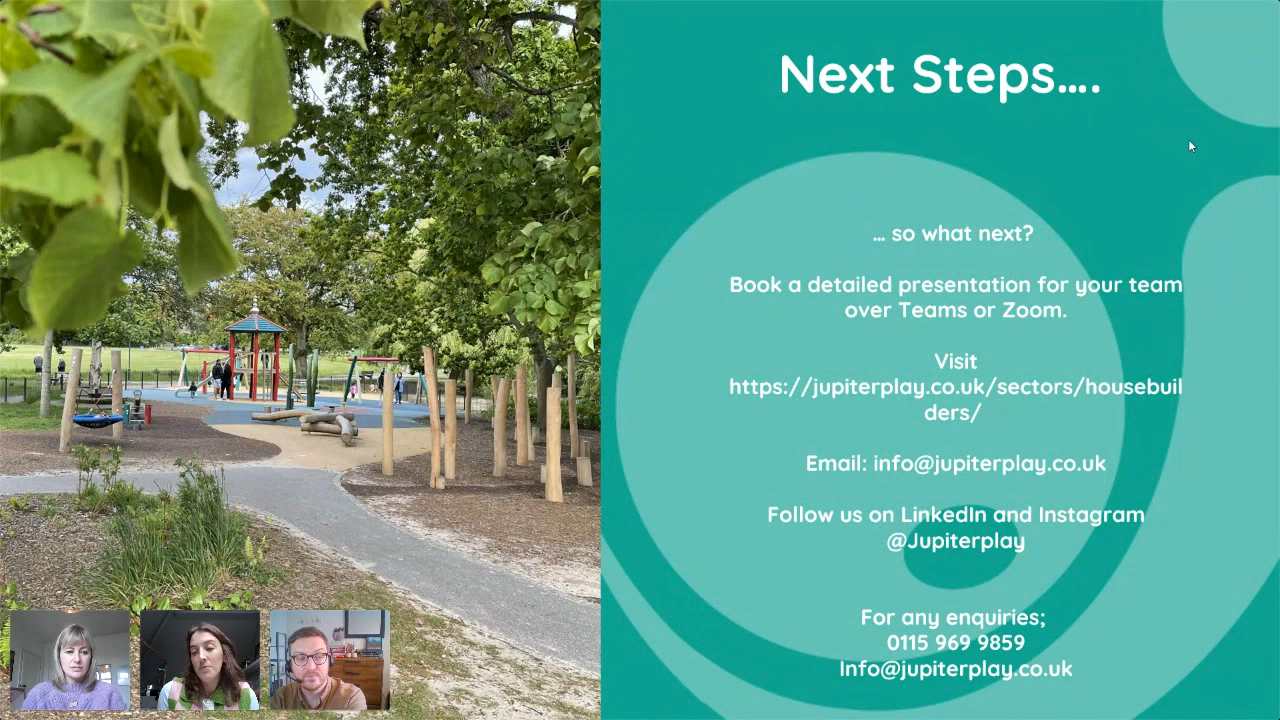 Next Steps….
… so what next?
Book a detailed presentation for your team
over Teams or Zoom.
Visit
https://jupiterplay.co.uk/sectors/housebuil
ders/
Email: info@jupiterplay.co.uk
Follow us on LinkedIn and Instagram
@Jupiterplay
For any enquiries;
0115 969 9859
Info@jupiterplay.co.uk